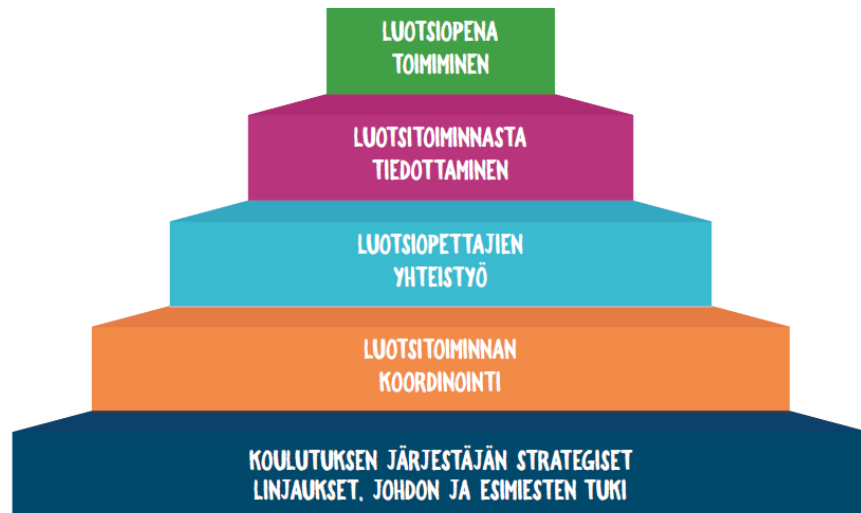 LUOTSIOPENA
TOIMIMINEN
LUOTSITOIMINNASTA
TIEDOTTAMINEN
LUOTSIOPETTAJIEN
YHTEISTYÖ
LUOTSITOIMINNAN
KOORDINOINTI
KOULUTUKSEN JÄRJESTÄJÄN STRATEGISET
LINJAUKSET, JOHDON JA ESIMIESTEN TUKI